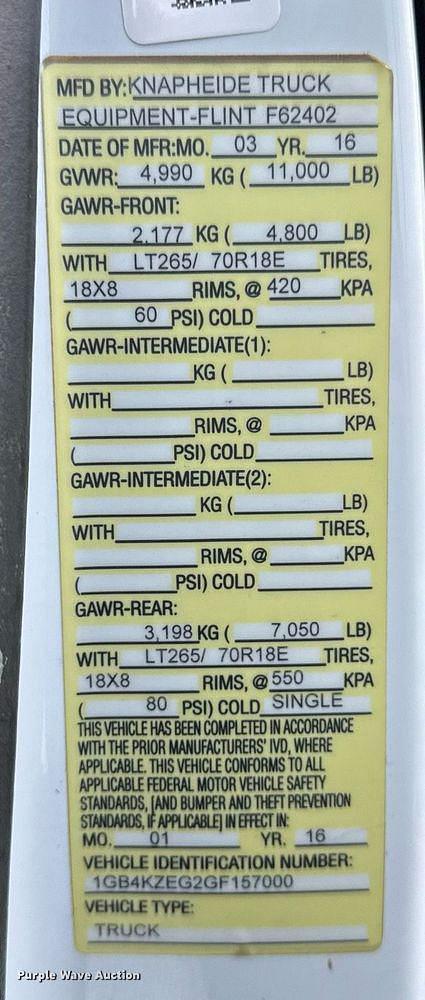 MFD BY: KNAPHEIDE TRUCK
EQUIPMENT-FLINT F62402
DATE OF MFR: MO. 03 YR. 16
GVWR: 4,990 KG ( 11,000 LB)
GAWR-FRONT:
2,177 KG ( 4,800 LB)
WITH LT265/ 70R18E TIRES,
18X8 RIMS, @ 420 KPA
( 60 PSI) COLD
GAWR-INTERMEDIATE(1):
KG ( LB)
WITH TIRES,
RIMS, @ KPA
( PSI) COLD
GAWR-INTERMEDIATE(2):
KG ( LB)
WITH TIRES,
RIMS, @ KPA
( PSI) COLD
GAWR-REAR:
3,198 KG ( 7,050 LB)
WITH LT265/ 70R18E TIRES,
18X8 RIMS, @ 550 KPA
( 80 PSI) COLD SINGLE
THIS VEHICLE HAS BEEN COMPLETED IN ACCORDANCE
WITH THE PRIOR MANUFACTURERS' IVD, WHERE
APPLICABLE. THIS VEHICLE CONFORMS TO ALL
APPLICABLE FEDERAL MOTOR VEHICLE SAFETY
STANDARDS, [AND BUMPER AND THEFT PREVENTION
STANDARDS, IF APPLICABLE] IN EFFECT IN:
MO. 01 YR. 16
VEHICLE IDENTIFICATION NUMBER:
1GB4KZEG2GF157000
VEHICLE TYPE:
TRUCK
Purple Wave Auction